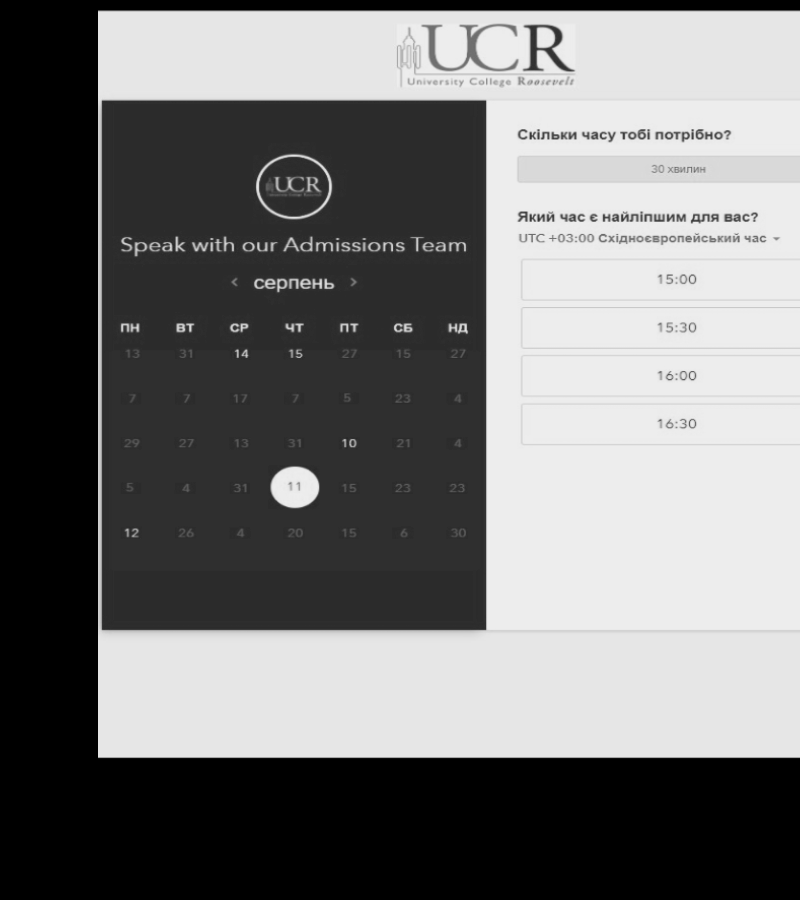 UCR
University College Roosevelt
UCR
Speak with our Admissions Team
< серпень >
ПН ВТ СР ЧТ ПТ СБ НД
13 31 14 15 27 15 27
7 7 17 7 5 23 4
29 27 13 31 10 21 4
5 4 31 11 15 23 23
12 26 4 20 15 6 30
Скільки часу тобі потрібно?
30 хвилин
Який час є найліпшим для вас?
UTC +03:00 Східноєвропейський час
15:00
15:30
16:00
16:30